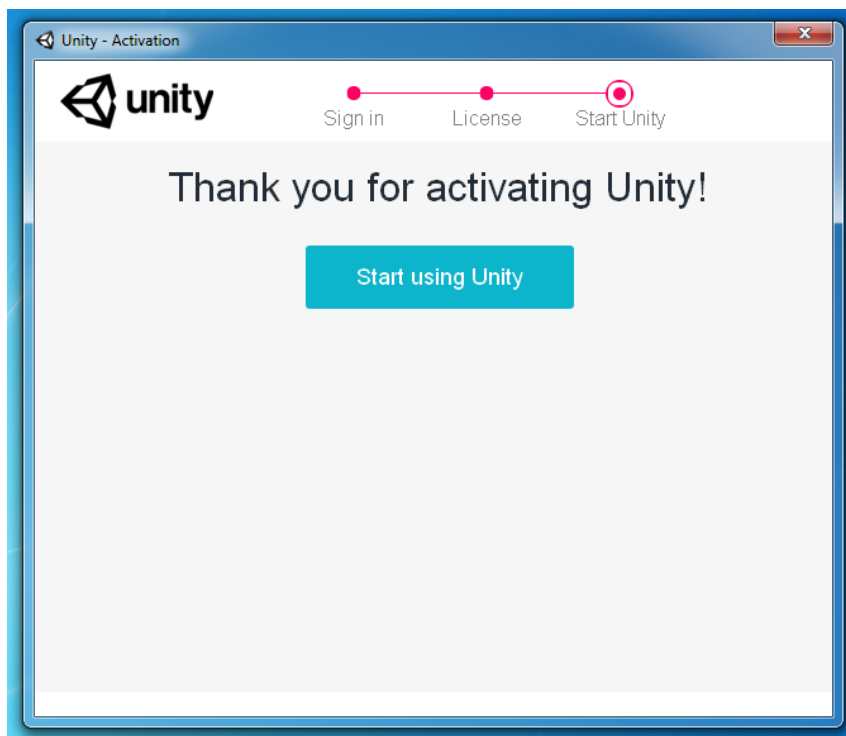 Unity - Activation
unity
Sign in License Start Unity
Thank you for activating Unity!
Start using Unity